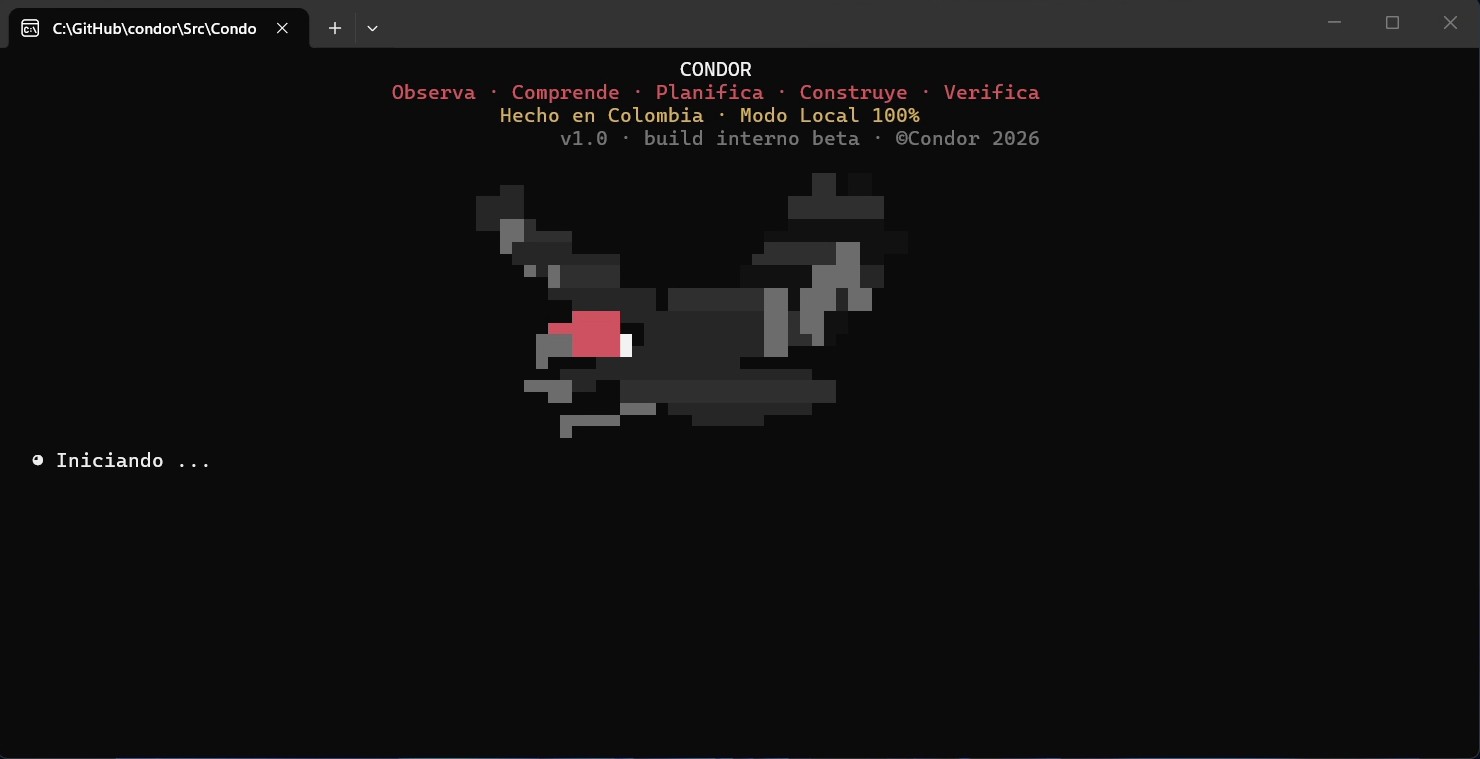 C:\GitHub\condor\Src\Condo
CONDOR
Observa · Comprende · Planifica · Construye · Verifica
Hecho en Colombia · Modo Local 100%
v1.0 · build interno beta · ©Condor 2026
Iniciando ...